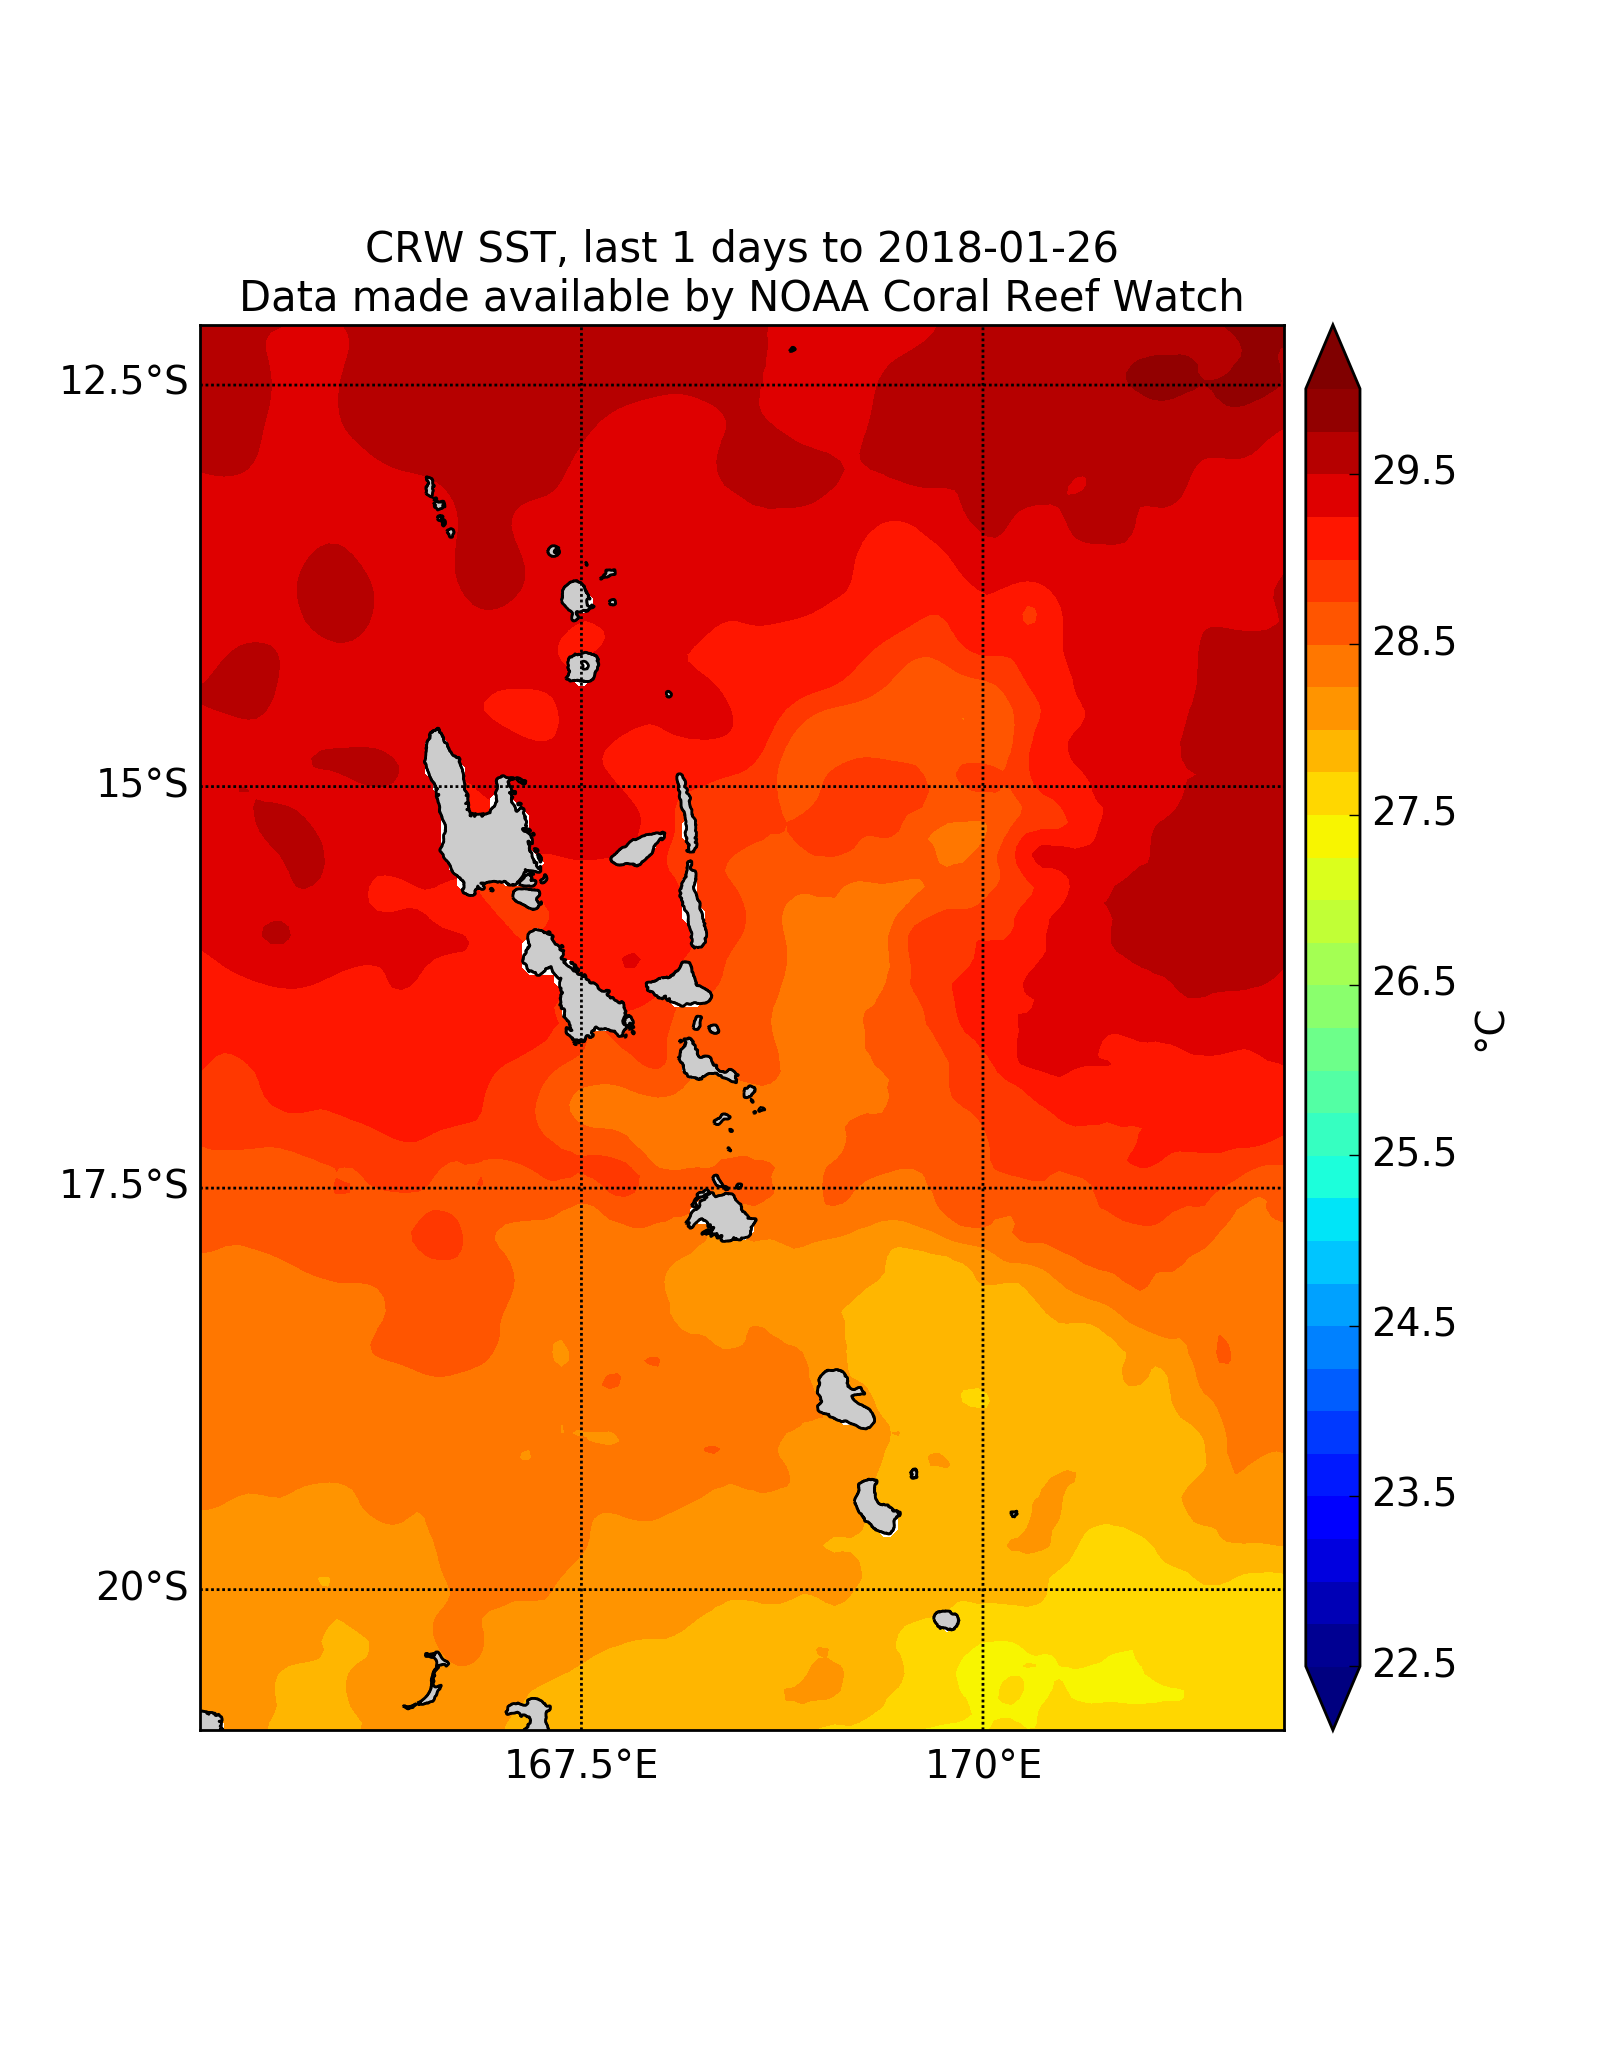 CRW SST, last 1 days to 2018-01-26
Data made available by NOAA Coral Reef Watch
12.5°S
15°S
17.5°S
20°S
167.5°E
170°E
29.5
28.5
27.5
26.5
25.5
24.5
23.5
22.5
°C